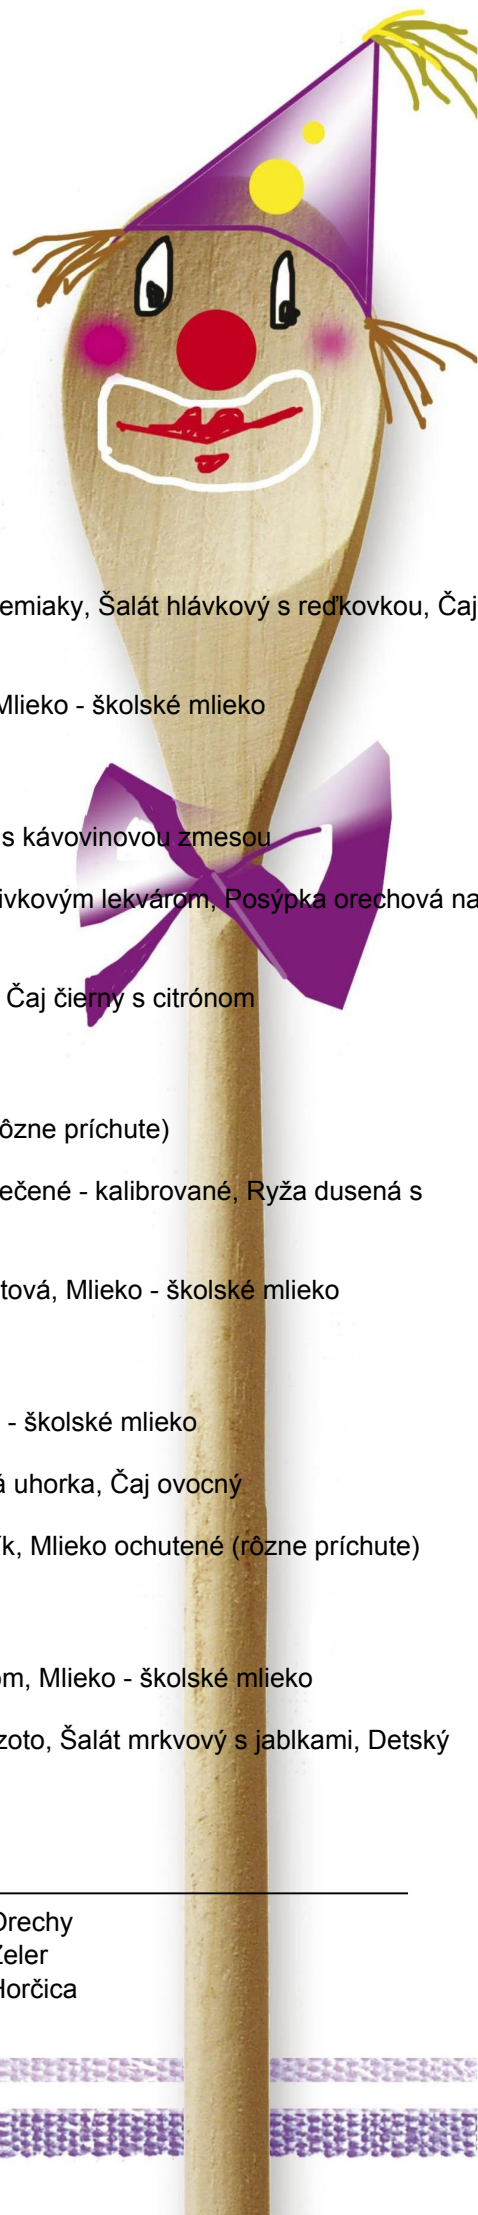 emiaky, Šalát hlávkový s reďkovkou, Čaj
Mlieko - školské mlieko
s kávovinovou zmesou
ivkovým lekvárom, Posýpka orechová na
Čaj čierny s citrónom
ôzne príchute)
ečené - kalibrované, Ryža dusená s
tová, Mlieko - školské mlieko
- školské mlieko
á uhorka, Čaj ovocný
ík, Mlieko ochutené (rôzne príchute)
om, Mlieko - školské mlieko
zoto, Šalát mrkvový s jablkami, Detský
Orechy
Zeler
Horčica